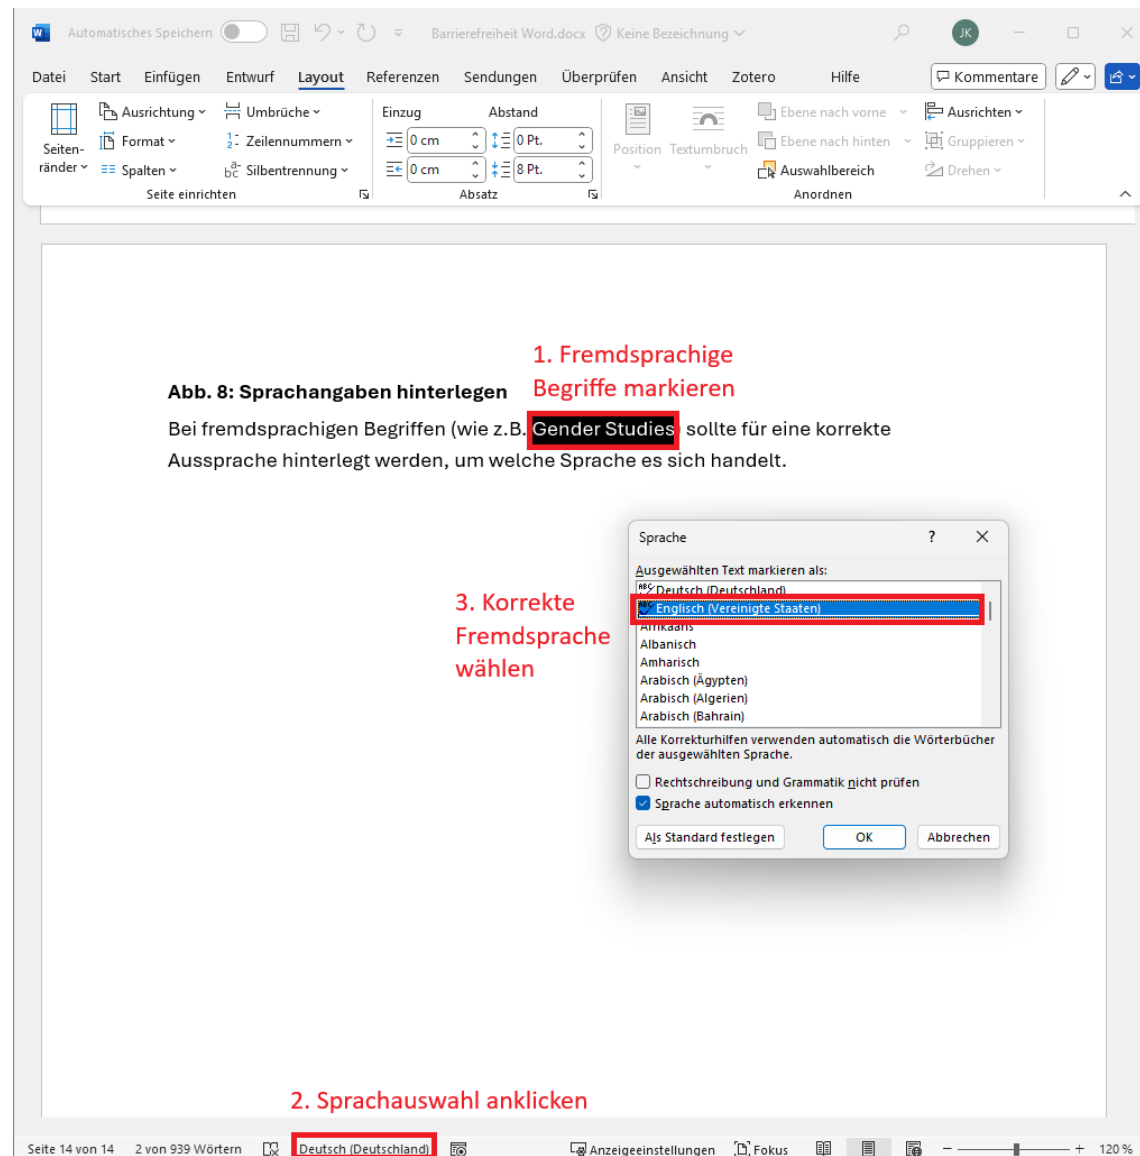 Automatisches Speichern Barrierefreiheit Word.docx Keine Bezeichnung JK
Datei Start Einfügen Entwurf Layout Referenzen Sendungen Überprüfen Ansicht Zotero Hilfe Kommentare
Ausrichtung Umbrüche Einzug Abstand Ebene nach vorne Ausrichten
Format Zeilennummern 0 cm 0 Pt. Position Textumbruch Ebene nach hinten Gruppieren
Seiten-
ränder Spalten Silbentrennung 0 cm 8 Pt. Auswahlbereich Drehen
Seite einrichten Absatz Anordnen
1. Fremdsprachige
Begriffe markieren
Abb. 8: Sprachangaben hinterlegen
Bei fremdsprachigen Begriffen (wie z.B. Gender Studies) sollte für eine korrekte
Aussprache hinterlegt werden, um welche Sprache es sich handelt.
Sprache ?
Ausgewählten Text markieren als:
Deutsch (Deutschland)
Englisch (Vereinigte Staaten)
Afrikaans
Albanisch
Amharisch
Arabisch (Ägypten)
Arabisch (Algerien)
Arabisch (Bahrain)
Alle Korrekturhilfen verwenden automatisch die Wörterbücher
der ausgewählten Sprache.
Rechtschreibung und Grammatik nicht prüfen
Sprache automatisch erkennen
Als Standard festlegen OK Abbrechen
3. Korrekte
Fremdsprache
wählen
2. Sprachauswahl anklicken
Seite 14 von 14 2 von 939 Wörtern Deutsch (Deutschland) Anzeigeeinstellungen Fokus - + 120 %